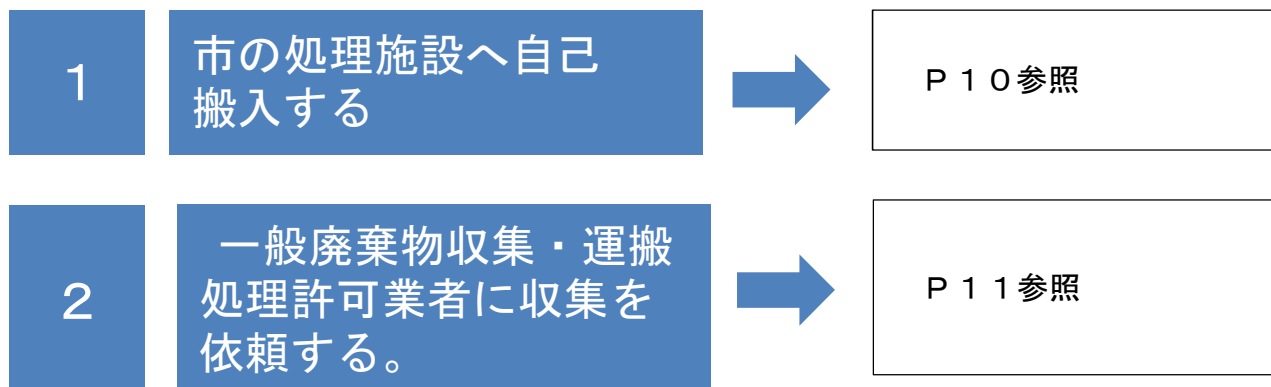 １
市の処理施設へ自己
搬入する
Ｐ１０参照
２
一般廃棄物収集・運搬
処理許可業者に収集を
依頼する。
Ｐ１１参照